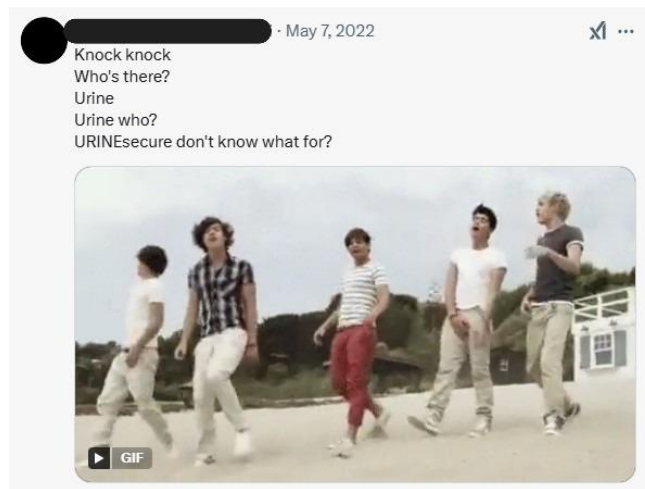 · May 7, 2022
Knock knock
Who's there?
Urine
Urine who?
URINEsecure don't know what for?
GIF